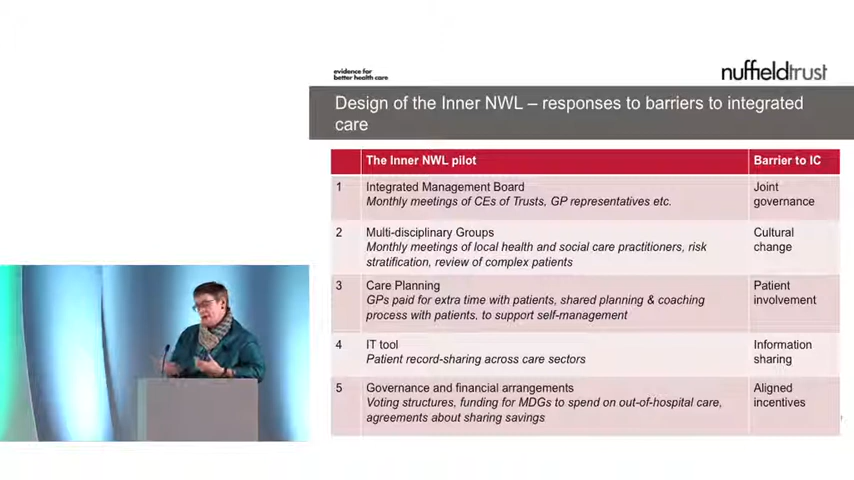 evidence for
better health care
nuffieldtrust
Design of the Inner NWL – responses to barriers to integrated
care
The Inner NWL pilot
Barrier to IC
1
Integrated Management Board
Monthly meetings of CEs of Trusts, GP representatives etc.
Joint
governance
2
Multi-disciplinary Groups
Monthly meetings of local health and social care practitioners, risk
stratification, review of complex patients
Cultural
change
3
Care Planning
GPs paid for extra time with patients, shared planning & coaching
process with patients, to support self-management
Patient
involvement
4
IT tool
Patient record-sharing across care sectors
Information
sharing
5
Governance and financial arrangements
Voting structures, funding for MDGs to spend on out-of-hospital care,
agreements about sharing savings
Aligned
incentives